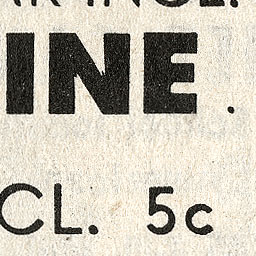 INE .
CL. 5c